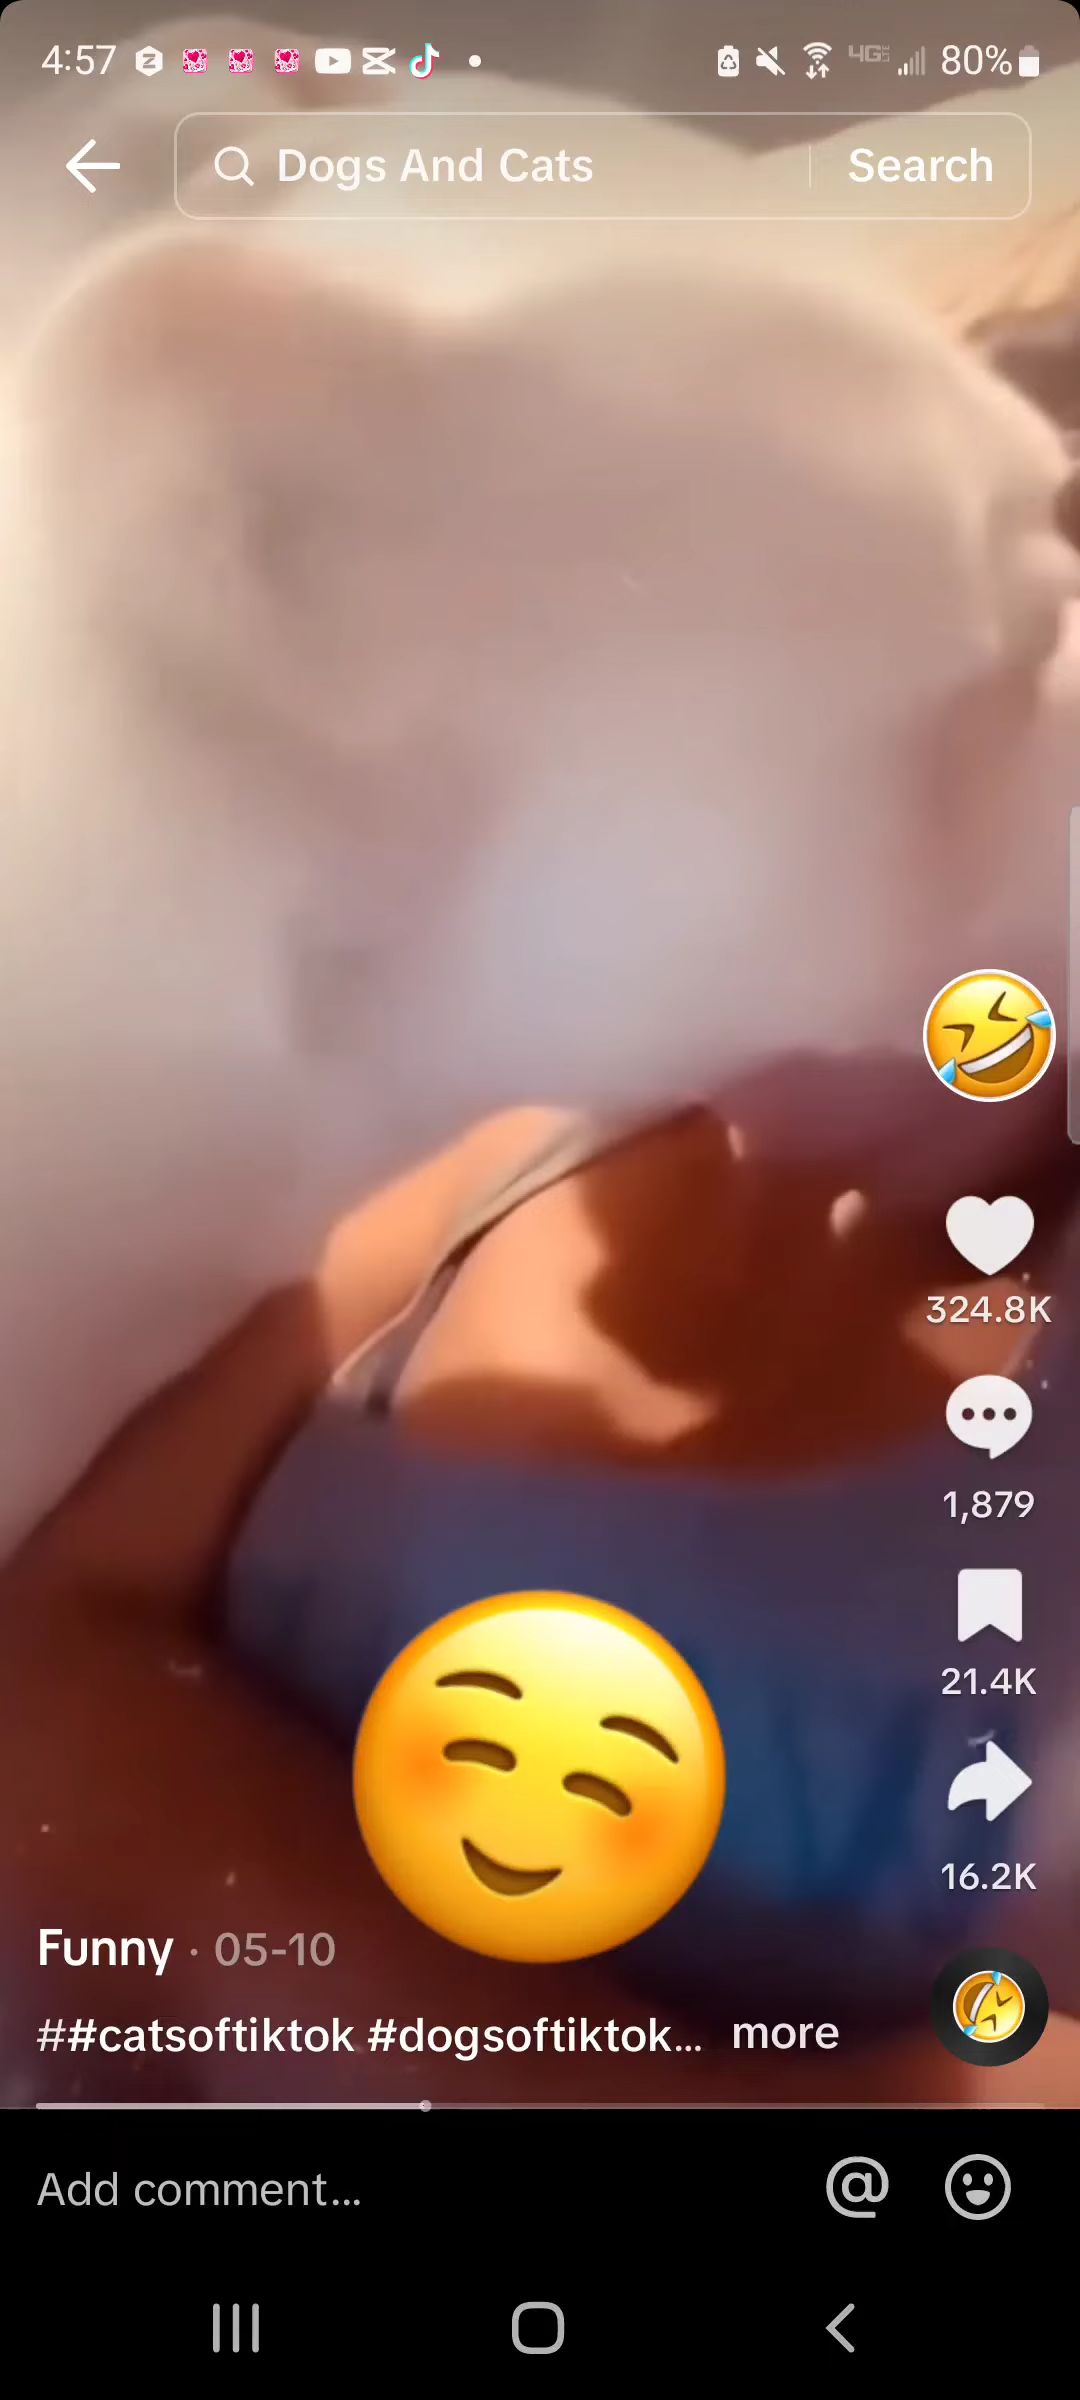 4:57
4GE 80%
Dogs And Cats Search
324.8K
1,879
21.4K
16.2K
Funny · 05-10
##catsoftiktok #dogsoftiktok... more
Add comment...